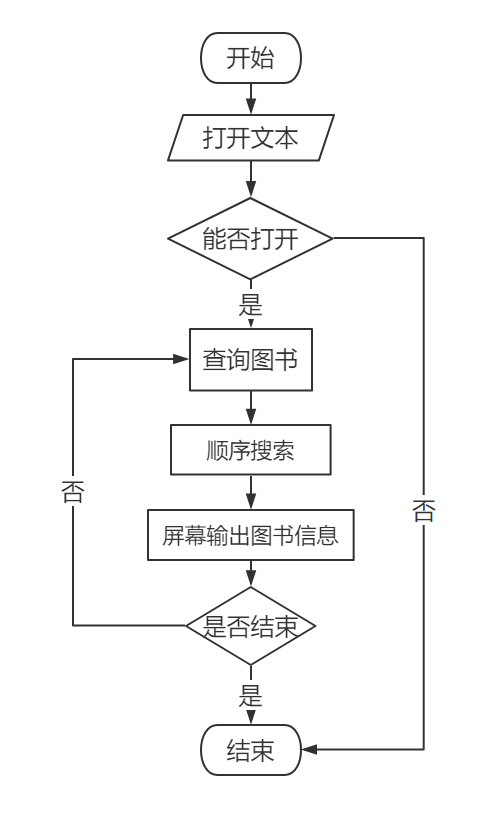 开始
打开文本
能否打开
是
查询图书
顺序搜索
否
否
屏幕输出图书信息
是否结束
是
结束